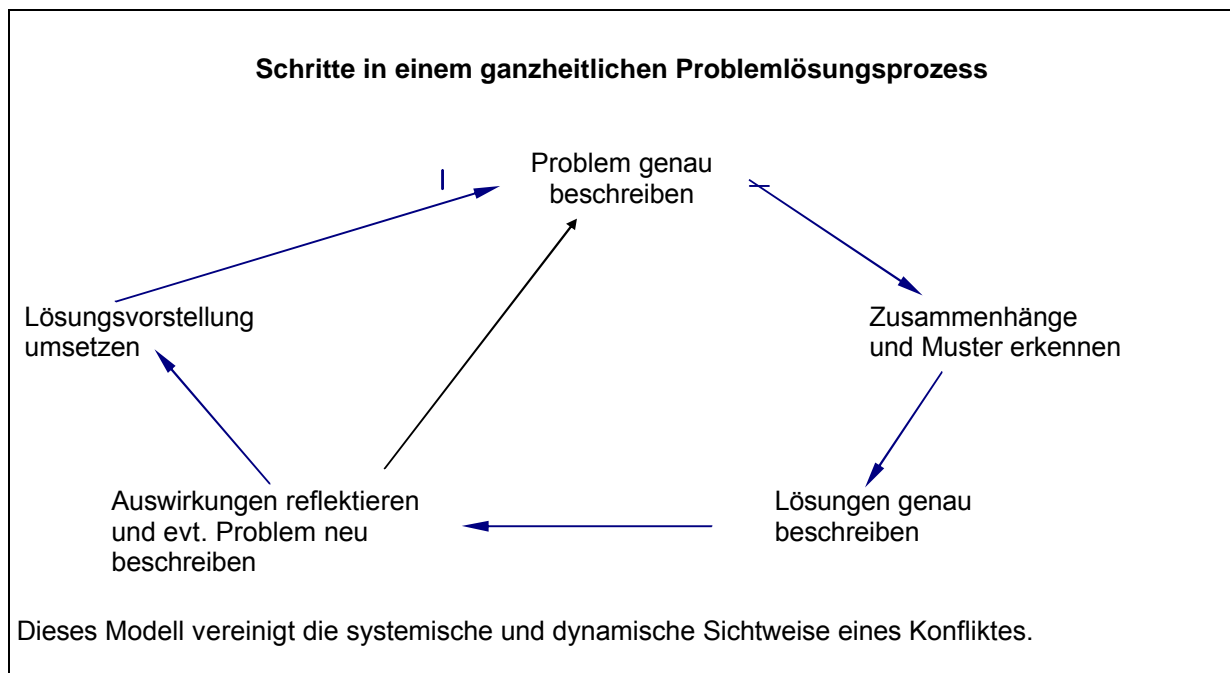 Schritte in einem ganzheitlichen Problemlösungsprozess
Problem genau
beschreiben
Lösungsvorstellung
umsetzen
Zusammenhänge
und Muster erkennen
Auswirkungen reflektieren
und evt. Problem neu
beschreiben
Lösungen genau
beschreiben
Dieses Modell vereinigt die systemische und dynamische Sichtweise eines Konfliktes.